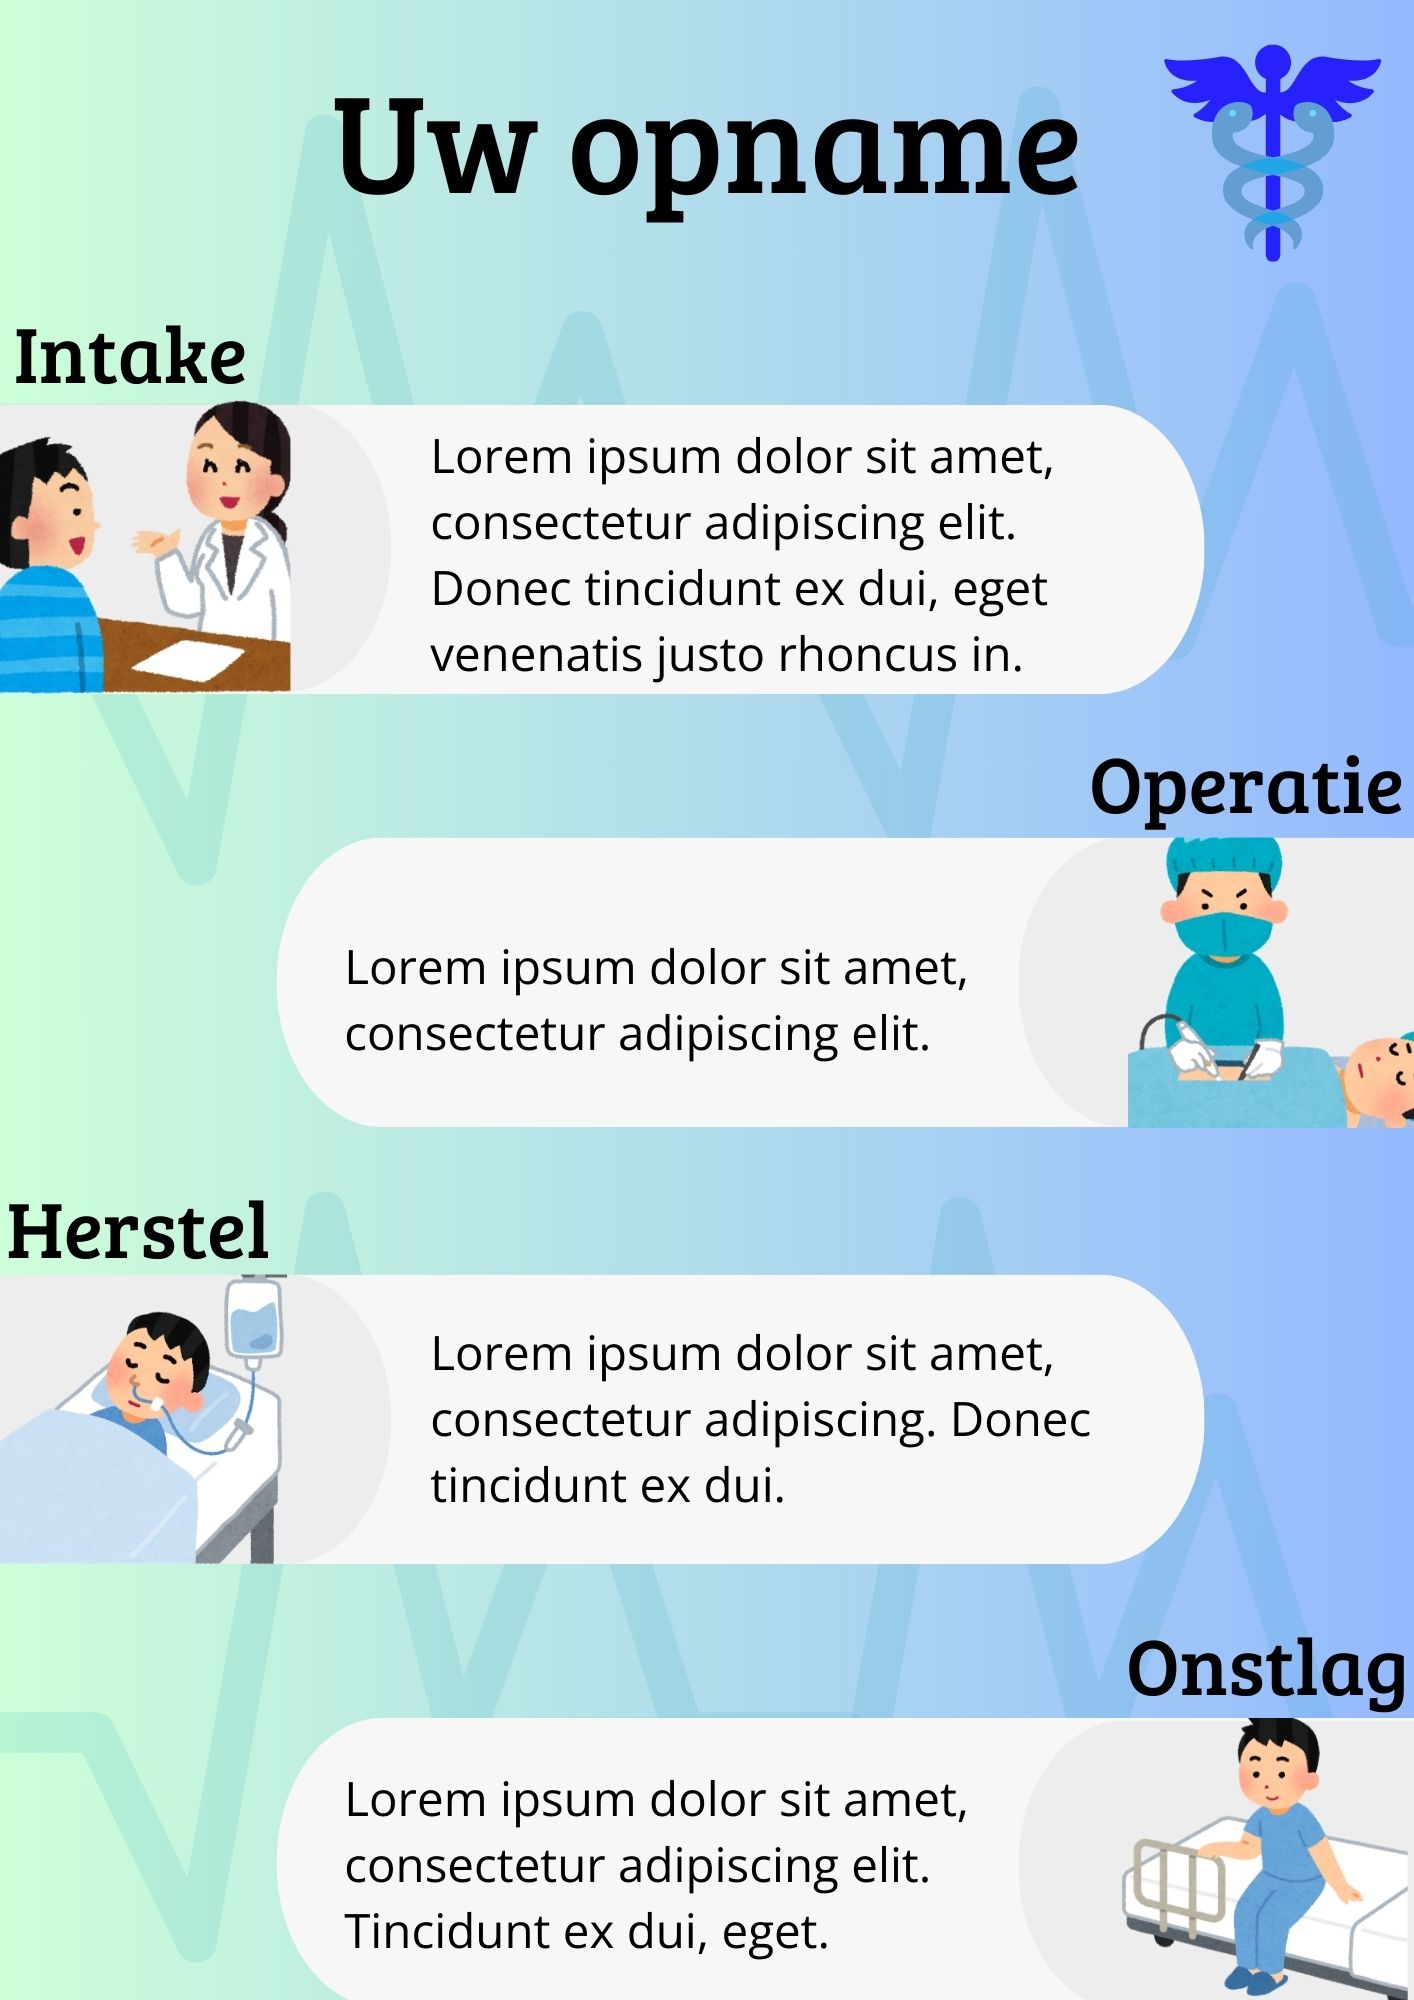 Uw opname
Intake
Lorem ipsum dolor sit amet,
consectetur adipiscing elit.
Donec tincidunt ex dui, eget
venenatis justo rhoncus in.
Operatie
Lorem ipsum dolor sit amet,
consectetur adipiscing elit.
Herstel
Lorem ipsum dolor sit amet,
consectetur adipiscing. Donec
tincidunt ex dui.
Onstlag
Lorem ipsum dolor sit amet,
consectetur adipiscing elit.
Tincidunt ex dui, eget.